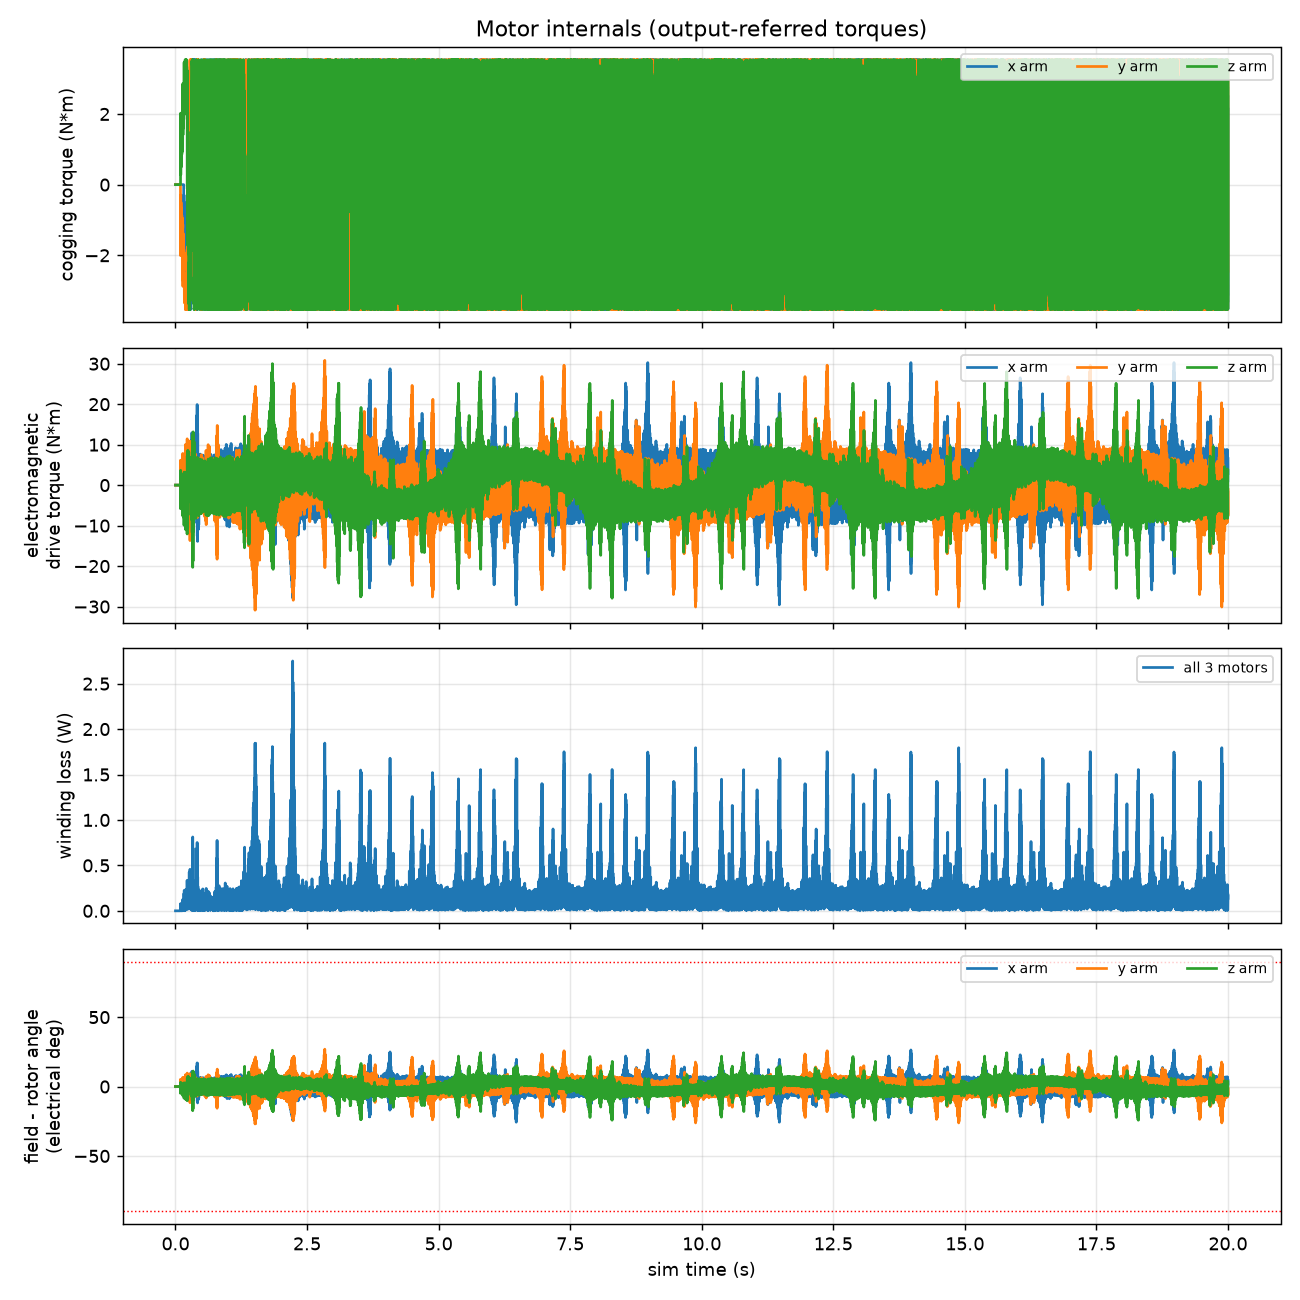 Motor internals (output-referred torques)
cogging torque (N*m)
2
0
−2
x arm y arm z arm
electromagnetic
drive torque (N*m)
30
20
10
0
−10
−20
−30
x arm y arm z arm
winding loss (W)
2.5
2.0
1.5
1.0
0.5
0.0
all 3 motors
field - rotor angle
(electrical deg)
50
0
−50
x arm y arm z arm
0.0 2.5 5.0 7.5 10.0 12.5 15.0 17.5 20.0
sim time (s)